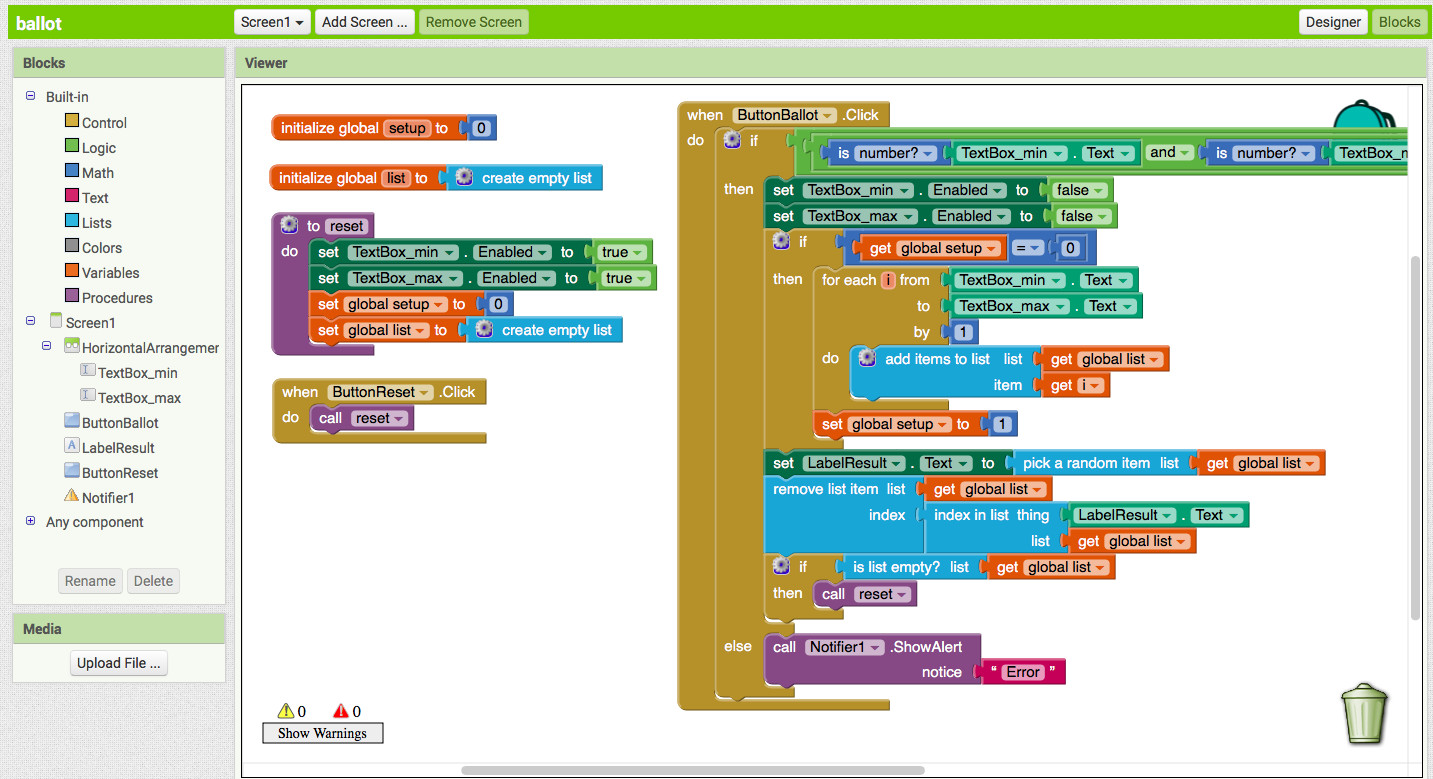 ballot
Screen1
Add Screen ...
Remove Screen
Designer
Blocks
Blocks
Built-in
Control
Logic
Math
Text
Lists
Colors
Variables
Procedures
Screen1
HorizontalArrangemer
TextBox_min
TextBox_max
ButtonBallot
LabelResult
ButtonReset
Notifier1
Any component
Rename
Delete
Media
Upload File ...
Viewer
initialize global setup to 0
initialize global list to create empty list
to reset
do set TextBox_min . Enabled to true
set TextBox_max . Enabled to true
set global setup to 0
set global list to create empty list
when ButtonReset .Click
do call reset
0 0
Show Warnings
when ButtonBallot .Click
do if is number? TextBox_min . Text and is number? TextBox_m
then set TextBox_min . Enabled to false
set TextBox_max . Enabled to false
if get global setup = 0
then for each i from TextBox_min . Text
to TextBox_max . Text
by 1
do add items to list list get global list
item get i
set global setup to 1
set LabelResult . Text to pick a random item list get global list
remove list item list get global list
index index in list thing LabelResult . Text
list get global list
if is list empty? list get global list
then call reset
else call Notifier1 .ShowAlert
notice “ Error ”